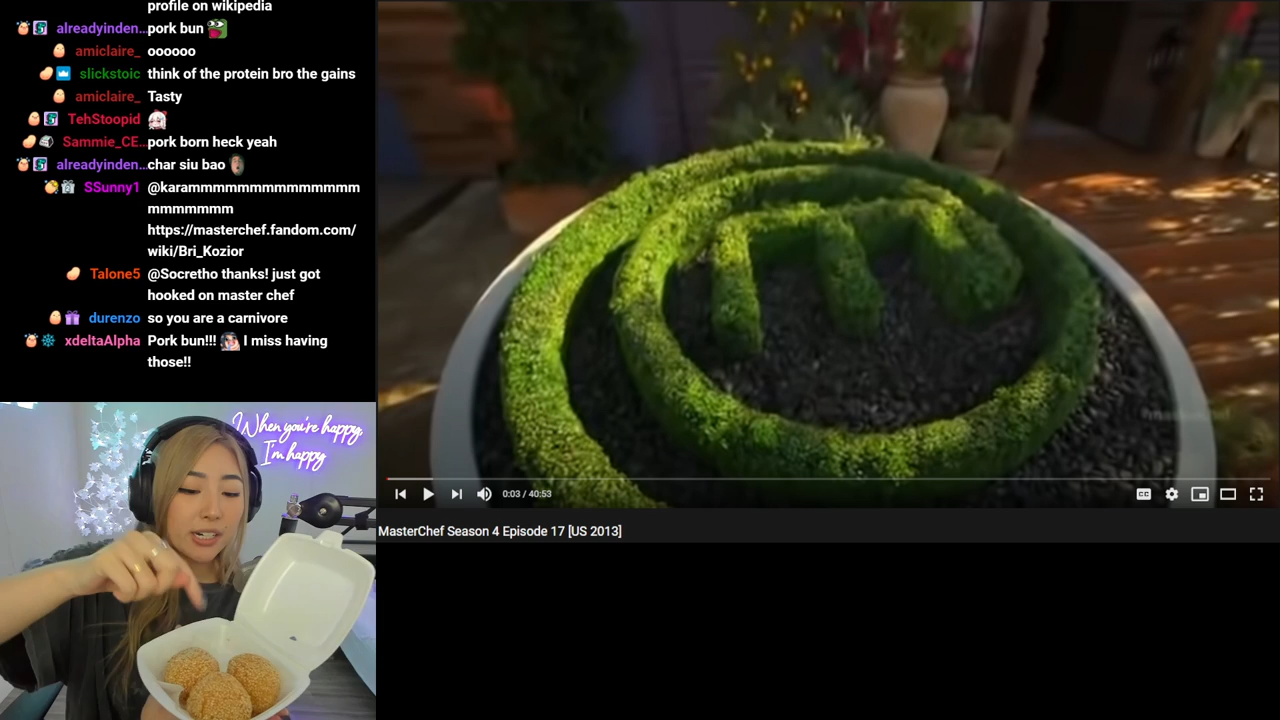 profile on wikipedia
alreadyinden... pork bun
amiclaire_ oooooo
slickstoic think of the protein bro the gains
amiclaire_ Tasty
TehStoopid
Sammie_CE... pork born heck yeah
alreadyinden... char siu bao
SSunny1 @karammmmmmmmmmmmmmm
mmmmmmmm
https://masterchef.fandom.com/
wiki/Bri_Kozior
Talone5 @Socretho thanks! just got
hooked on master chef
durenzo so you are a carnivore
xdeltaAlpha Pork bun!!! I miss having
those!!
When you're happy,
I'm happy
0:03 / 40:53
CC
MasterChef Season 4 Episode 17 [US 2013]